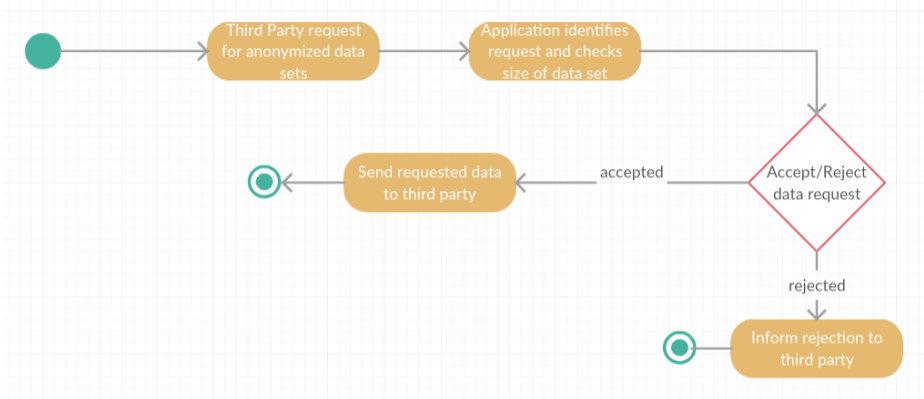 Third Party request
for anonymized data
sets
Application identifies
request and checks
size of data set
Accept/Reject
data request
accepted
Send requested data
to third party
rejected
Inform rejection to
third party